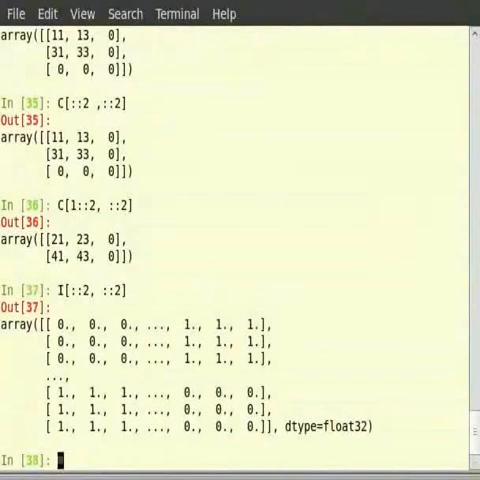 File Edit View Search Terminal Help
array([[11, 13,  0],
       [31, 33,  0],
       [ 0,  0,  0]])
In [35]: C[::2 ,::2]
Out[35]:
array([[11, 13,  0],
       [31, 33,  0],
       [ 0,  0,  0]])
In [36]: C[1::2, ::2]
Out[36]:
array([[21, 23,  0],
       [41, 43,  0]])
In [37]: I[::2, ::2]
Out[37]:
array([[ 0.,  0.,  0., ...,  1.,  1.,  1.],
       [ 0.,  0.,  0., ...,  1.,  1.,  1.],
       [ 0.,  0.,  0., ...,  1.,  1.,  1.],
       ...,
       [ 1.,  1.,  1., ...,  0.,  0.,  0.],
       [ 1.,  1.,  1., ...,  0.,  0.,  0.],
       [ 1.,  1.,  1., ...,  0.,  0.,  0.]], dtype=float32)
In [38]: